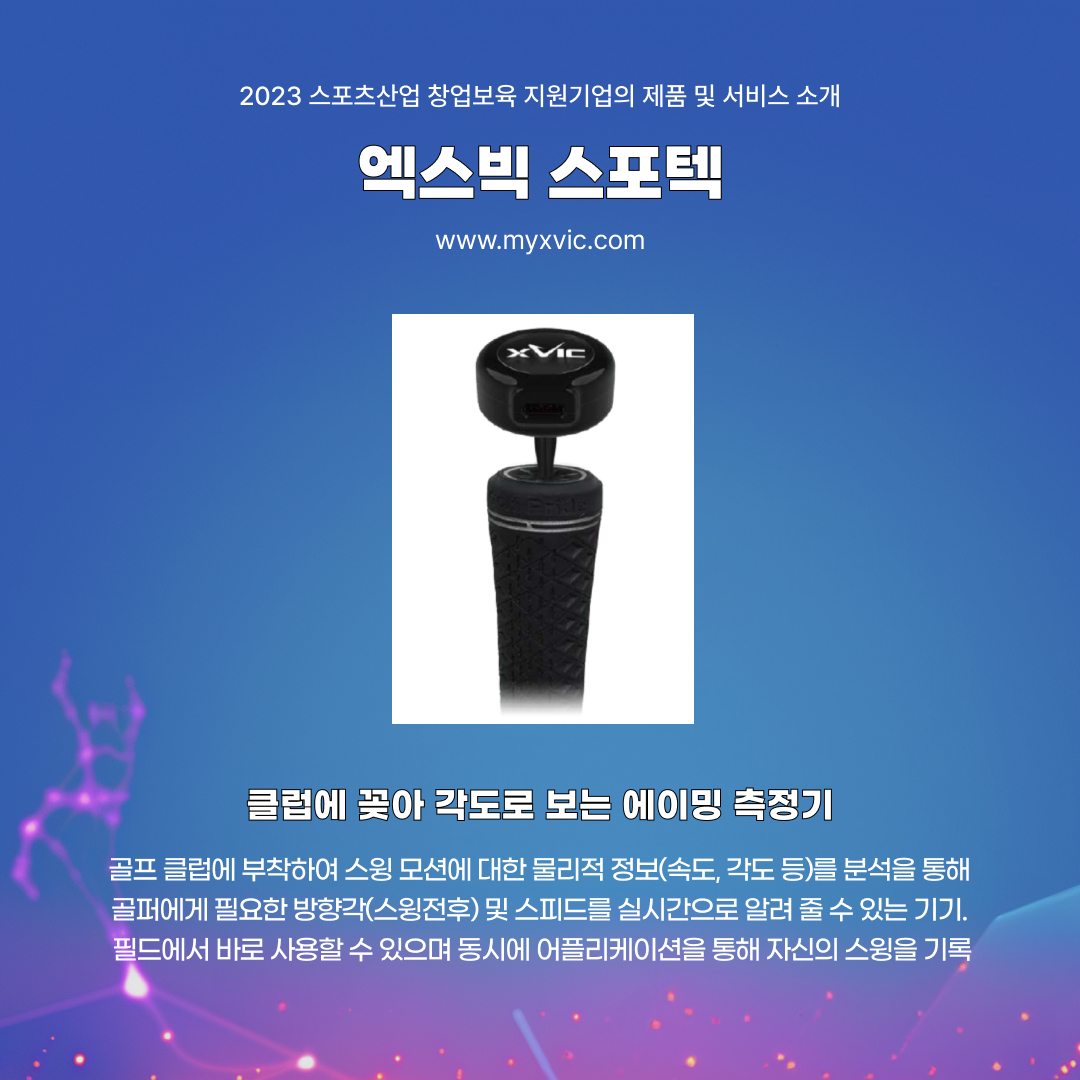 2023 스포츠산업 창업보육 지원기업의 제품 및 서비스 소개
엑스빅 스포텍
www.myxvic.com
XVIC
클럽에 꽂아 각도로 보는 에이밍 측정기
골프 클럽에 부착하여 스윙 모션에 대한 물리적 정보(속도, 각도 등)를 분석을 통해
골퍼에게 필요한 방향각(스윙전후) 및 스피드를 실시간으로 알려 줄 수 있는 기기.
필드에서 바로 사용할 수 있으며 동시에 어플리케이션을 통해 자신의 스윙을 기록